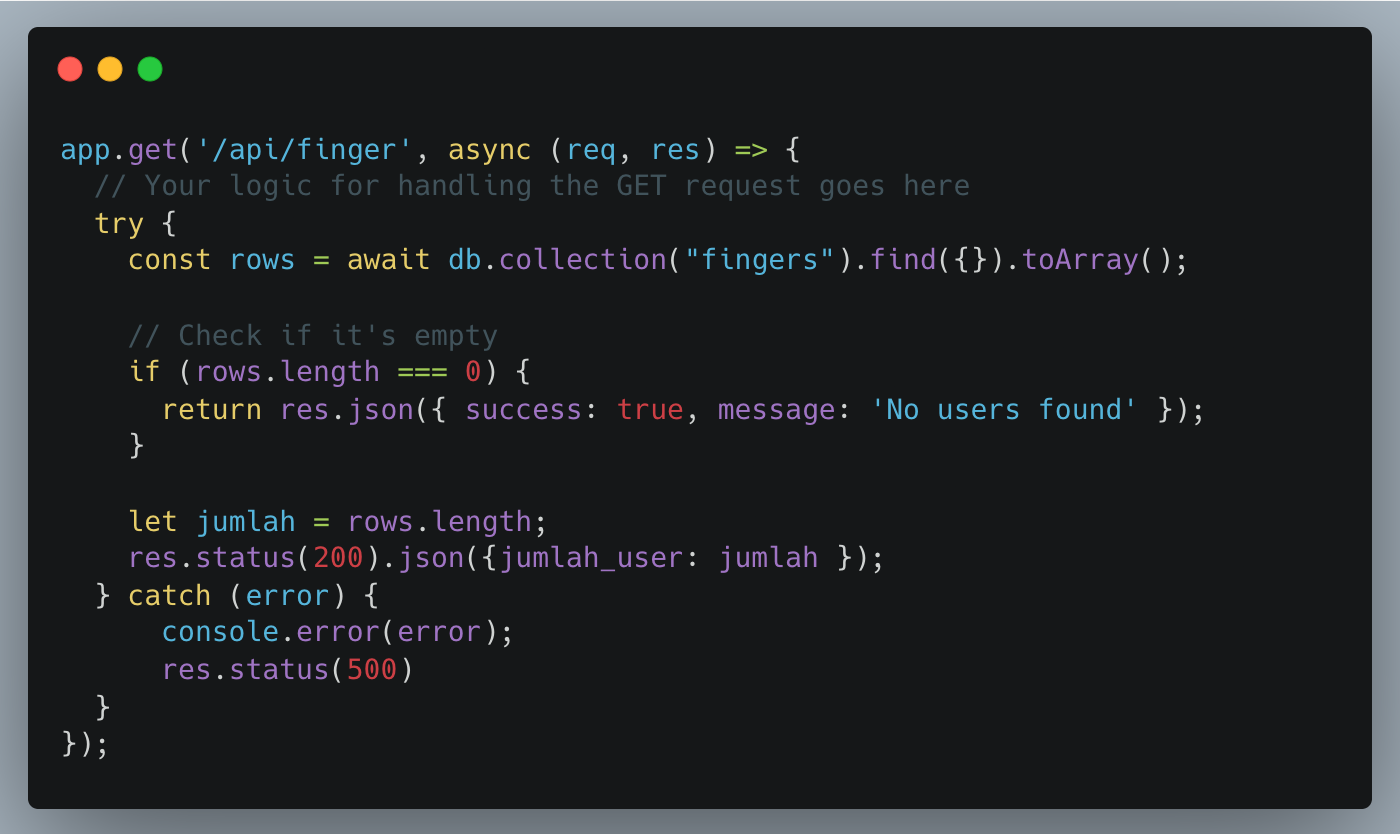 app.get('/api/finger', async (req, res) => {
  // Your logic for handling the GET request goes here
  try {
    const rows = await db.collection("fingers").find({}).toArray();

    // Check if it's empty
    if (rows.length === 0) {
      return res.json({ success: true, message: 'No users found' });
    }

    let jumlah = rows.length;
    res.status(200).json({jumlah_user: jumlah });
  } catch (error) {
      console.error(error);
      res.status(500)
  }
});